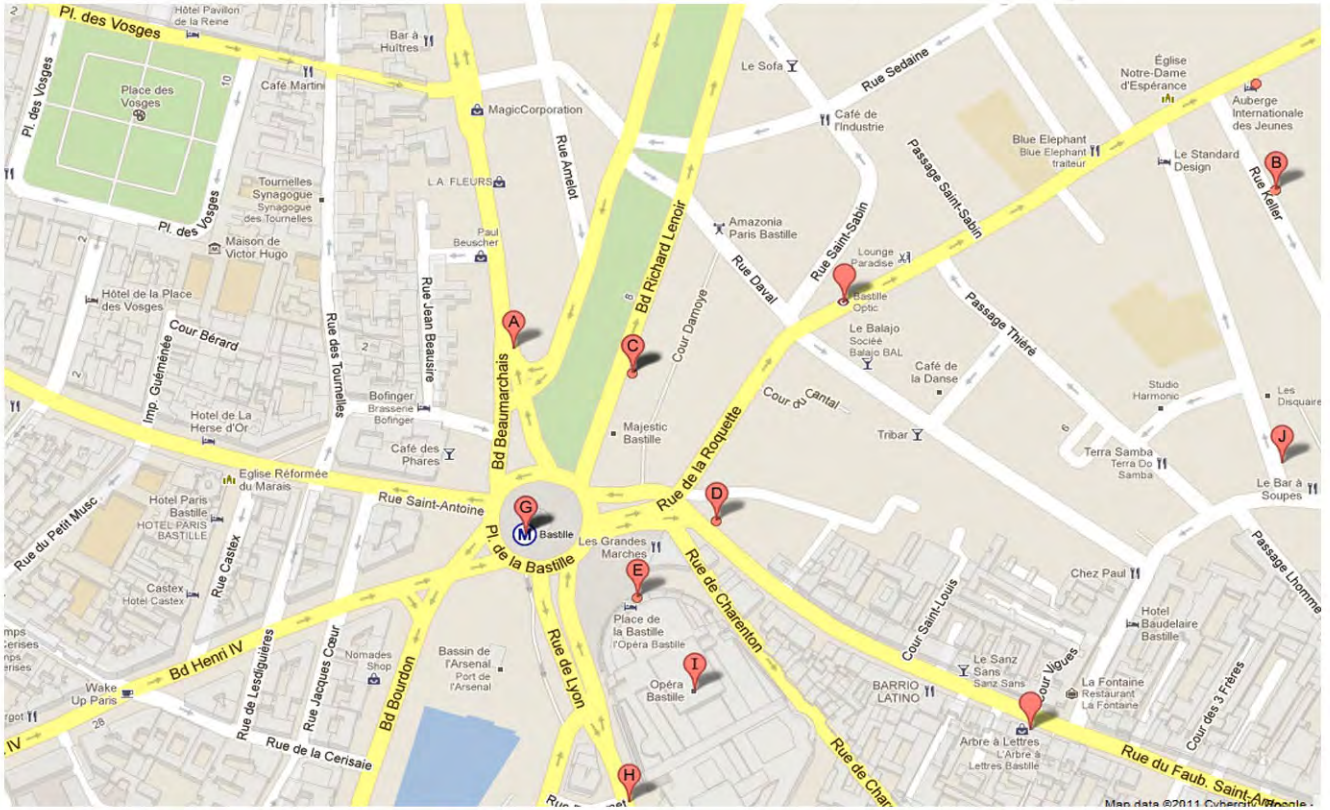 Pl. des Vosges
Hôtel Pavillon
de la Reine
Bar à
Huîtres
Café Martini
Place des
Vosges
10
2
Pl. des Vosges
MagicCorporation
Rue Amelot
L.A. FLEURS
Tournelles
Synagogue
Synagogue
des Tournelles
Pl. des Vosges
Maison de
Victor Hugo
Paul
Beuscher
Le Sofa
Rue Sedaine
Café de
l'Industrie
Église
Notre-Dame
d'Espérance
Auberge
Internationale
des Jeunes
Blue Elephant
Blue Elephant
traiteur
Le Standard
Design
B
Rue Keller
Passage Saint-Sabin
Amazonia
Paris Bastille
Rue Saint-Sabin
Lounge
Paradise
Bastille
Optic
Rue Daval
Bd Richard Lenoir
8
Cour Damoye
Hôtel de la Place
des Vosges
2
Cour Bérard
Imp. Guéménée
Rue des Tournelles
Rue Jean Beausire
2
A
Bd Beaumarchais
C
Le Balajo
Sociéé
Balajo BAL
Passage Thiéré
Café de
la Danse
Cour du Cantal
Studio
Harmonic
Les
Disquaire
Bofinger
Brasserie
Bofinger
Hotel de La
Herse d'Or
Café des
Phares
Majestic
Bastille
Tribar
6
Terra Samba
Terra Do
Samba
J
Le Bar à
Soupes
Eglise Réformée
du Marais
Rue Saint-Antoine
Rue de la Roquette
G
M
Bastille
D
Pl. de la Bastille
Les Grandes
Marches
Rue du Petit Musc
Hotel Paris
Bastille
HOTEL PARIS
BASTILLE
Rue Castex
Castex
Hotel Castex
E
Place de
la Bastille
l'Opera Bastille
Rue de Charenton
Chez Paul
Passage Lhomme
Hotel
Baudelaire
Bastille
Cour Saint-Louis
Bd Henri IV
Rue de Lesdiguières
Rue Jacques Cœur
Nomades
Shop
Bd Bourdon
Bassin de
l'Arsenal
Port de
l'Arsenal
Rue de Lyon
I
Opéra
Bastille
Le Sanz
Sans
Sanz Sans
Cour Vigues
La Fontaine
Restaurant
La Fontaine
BARRIO
LATINO
Cour des 3 Frères
Wake
Up Paris
28
IV
Rue de la Cerisaie
Arbre à Lettres
L'Arbre à
Lettres Bastille
H
Rue du Faub. Saint-Antoine
Map data ©2011